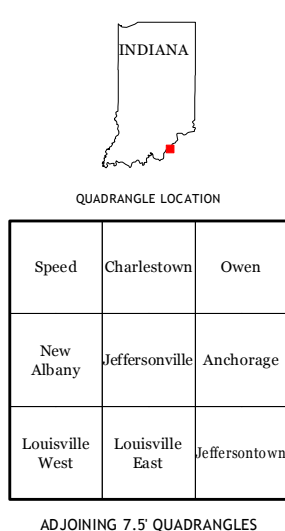 INDIANA
QUADRANGLE LOCATION
Speed Charlestown Owen
New
Albany
Jeffersonville Anchorage
Louisville
West
Louisville
East
Jeffersontown
ADJOINING 7.5' QUADRANGLES